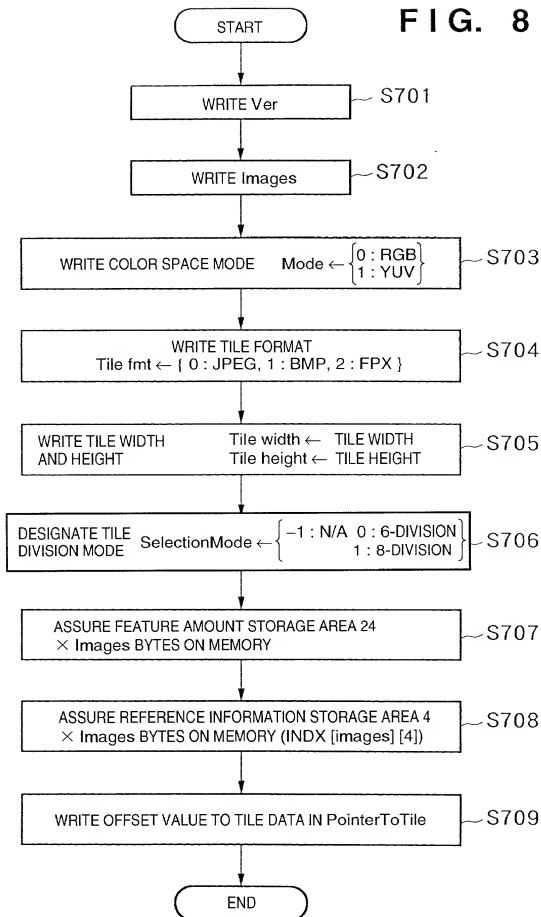 FIG. 8
START
WRITE Ver
S701
WRITE Images
S702
WRITE COLOR SPACE MODE Mode ← { 0 : RGB
1 : YUV }
S703
WRITE TILE FORMAT
Tile fmt ← { 0 : JPEG, 1 : BMP, 2 : FPX }
S704
WRITE TILE WIDTH Tile width ← TILE WIDTH
AND HEIGHT Tile height ← TILE HEIGHT
S705
DESIGNATE TILE
DIVISION MODE SelectionMode ← { −1 : N/A 0 : 6-DIVISION
1 : 8-DIVISION }
S706
ASSURE FEATURE AMOUNT STORAGE AREA 24
× Images BYTES ON MEMORY
S707
ASSURE REFERENCE INFORMATION STORAGE AREA 4
× Images BYTES ON MEMORY (INDX [images] [4])
S708
WRITE OFFSET VALUE TO TILE DATA IN PointerToTile
S709
END